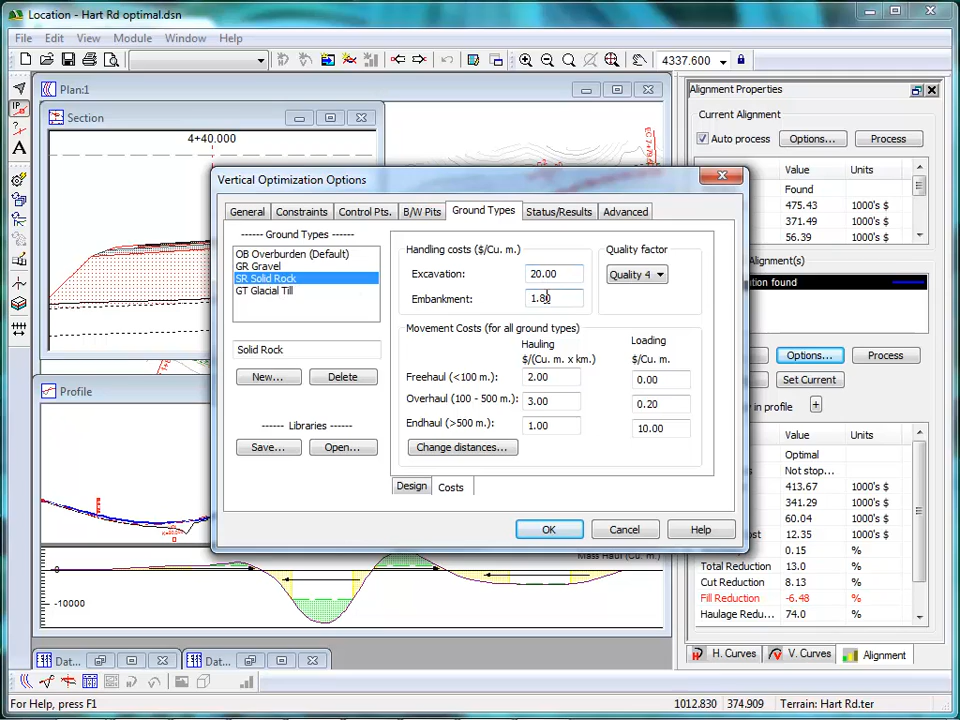 Location - Hart Rd optimal.dsn
File Edit View Module Window Help
4337.600
Plan:1
Section
4+40.000
Profile
Mass Haul (Cu. m.)
0
-10000
Dat...
Dat...
Vertical Optimization Options
General
Constraints
Control Pts.
B/W Pits
Ground Types
Status/Results
Advanced
------ Ground Types ------
OB Overburden (Default)
GR Gravel
SR Solid Rock
GT Glacial Till
Solid Rock
New...
Delete
------ Libraries ------
Save...
Open...
Handling costs ($/Cu. m.)
Excavation: 20.00
Embankment: 1.80
Quality factor
Quality 4
Movement Costs (for all ground types)
Hauling
$/(Cu. m. x km.)
Loading
$/Cu. m.
Freehaul (<100 m.): 2.00 0.00
Overhaul (100 - 500 m.): 3.00 0.20
Endhaul (>500 m.): 1.00 10.00
Change distances...
Design
Costs
OK
Cancel
Help
Alignment Properties
Current Alignment
Auto process
Options...
Process
Value Units
Found
475.43 1000's $
371.49 1000's $
56.39 1000's $
Alignment(s)
Options...
Process
Set Current
in profile +
Value Units
Optimal
Not stop...
413.67 1000's $
341.29 1000's $
60.04 1000's $
12.35 1000's $
0.15 %
Total Reduction 13.0 %
Cut Reduction 8.13 %
Fill Reduction -6.48 %
Haulage Redu... 74.0 %
H. Curves
V. Curves
Alignment
For Help, press F1
1012.830
374.909
Terrain: Hart Rd.ter